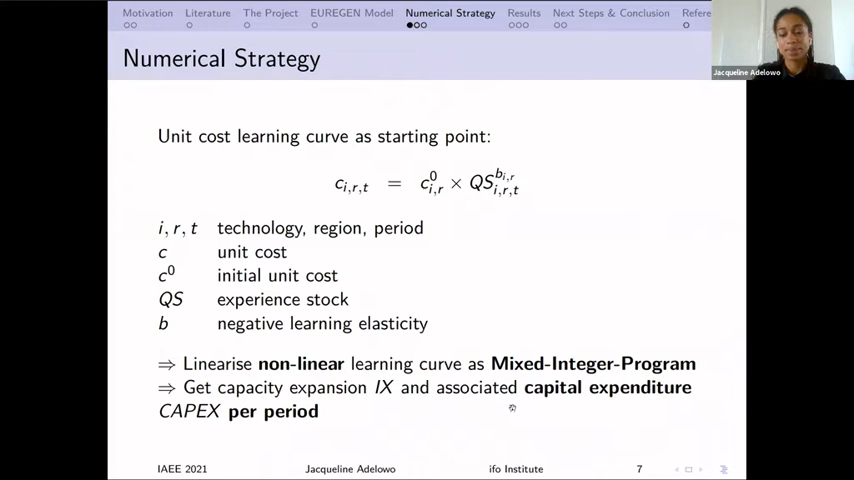 Motivation Literature The Project EUREGEN Model Numerical Strategy Results Next Steps & Conclusion Refere
Numerical Strategy
Jacqueline Adelowo
Unit cost learning curve as starting point:
c_{i,r,t} = c^0_{i,r} × QS^{b_{i,r}}_{i,r,t}
i, r, t technology, region, period
c unit cost
c^0 initial unit cost
QS experience stock
b negative learning elasticity
⇒ Linearise non-linear learning curve as Mixed-Integer-Program
⇒ Get capacity expansion IX and associated capital expenditure
CAPEX per period
IAEE 2021 Jacqueline Adelowo ifo Institute 7